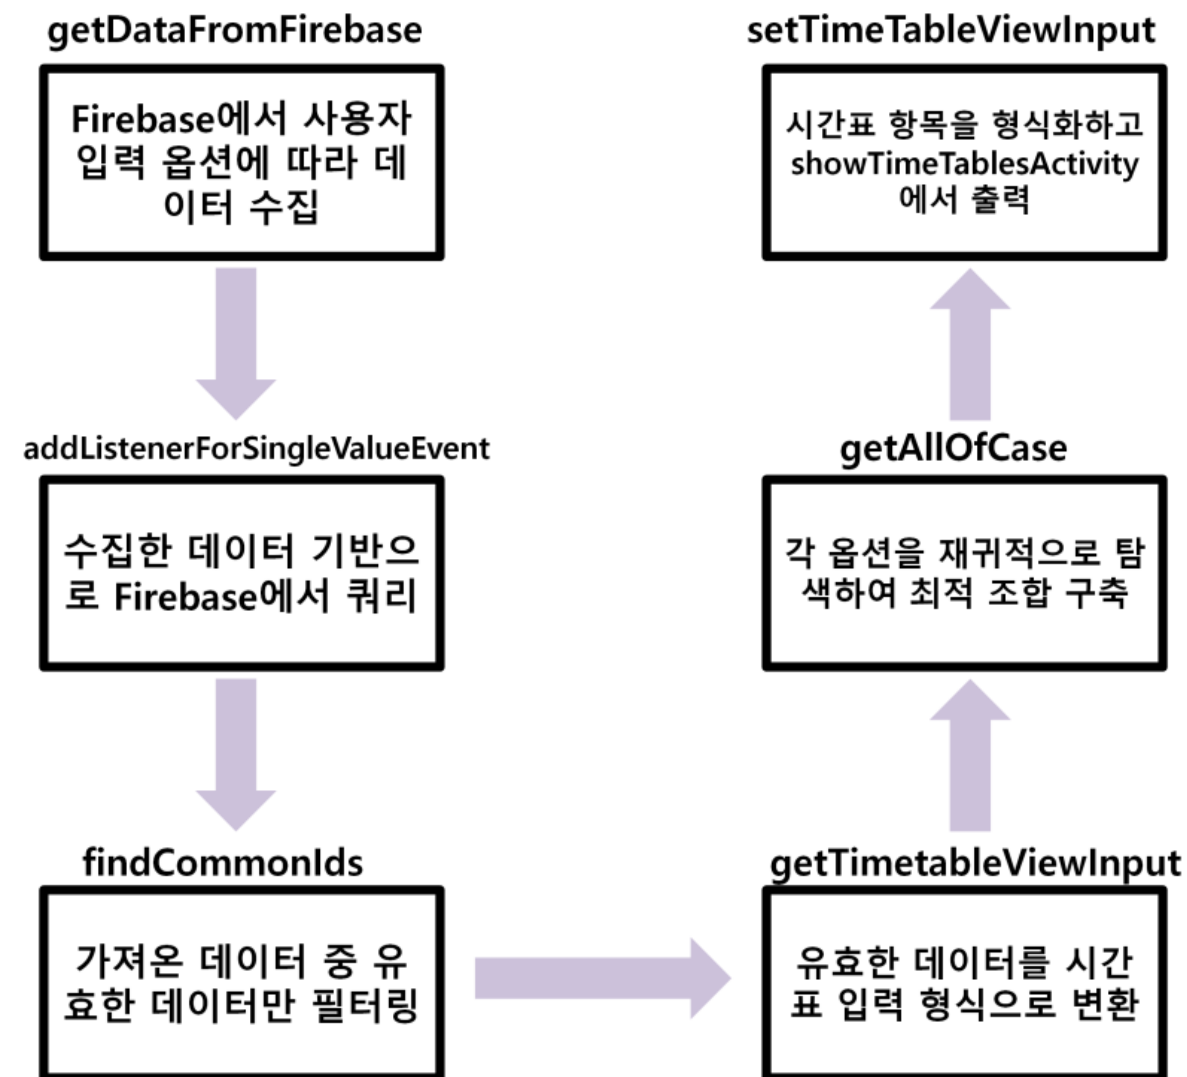 getDataFromFirebase
Firebase에서 사용자
입력 옵션에 따라 데
이터 수집
addListenerForSingleValueEvent
수집한 데이터 기반으
로 Firebase에서 쿼리
findCommonIds
가져온 데이터 중 유
효한 데이터만 필터링
getTimetableViewInput
유효한 데이터를 시간
표 입력 형식으로 변환
getAllOfCase
각 옵션을 재귀적으로 탐
색하여 최적 조합 구축
setTimeTableViewInput
시간표 항목을 형식화하고
showTimeTablesActivity
에서 출력